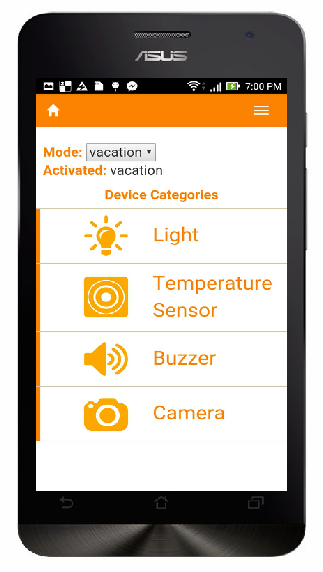 ASUS
7:00 PM
Mode: vacation
Activated: vacation
Device Categories
Light
Temperature
Sensor
Buzzer
Camera